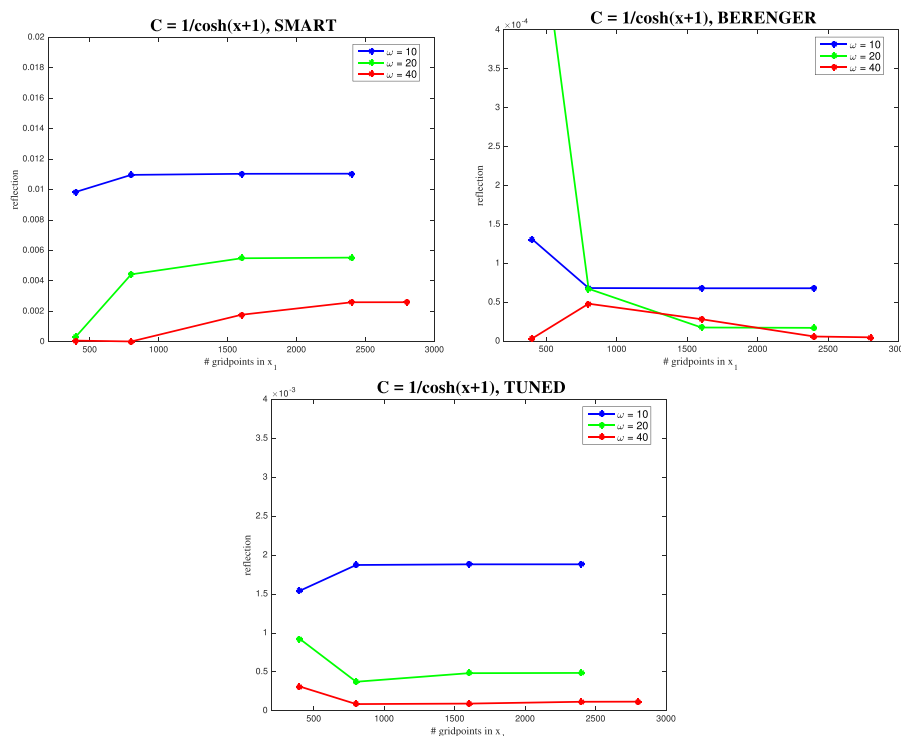 C = 1/cosh(x+1), SMART
0.02
0.018
0.016
0.014
0.012
0.01
0.008
0.006
0.004
0.002
0
reflection
500
1000
1500
2000
2500
3000
# gridpoints in x₁
ω = 10
ω = 20
ω = 40
C = 1/cosh(x+1), BERENGER
×10⁻⁴
4
3.5
3
2.5
2
1.5
1
0.5
0
reflection
500
1000
1500
2000
2500
3000
# gridpoints in x₁
ω = 10
ω = 20
ω = 40
C = 1/cosh(x+1), TUNED
×10⁻³
4
3.5
3
2.5
2
1.5
1
0.5
0
reflection
500
1000
1500
2000
2500
3000
# gridpoints in x
ω = 10
ω = 20
ω = 40